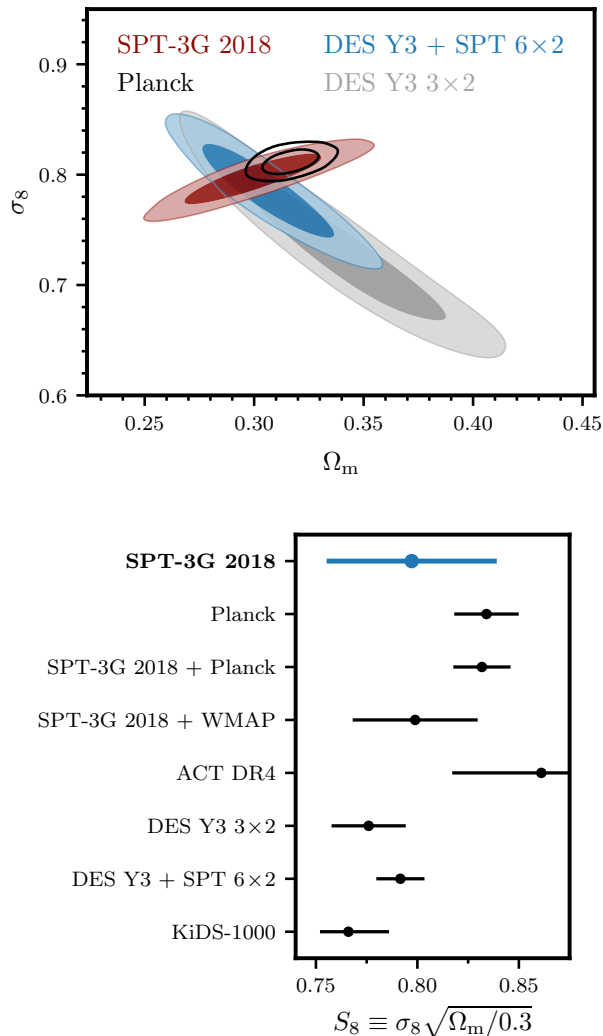 SPT-3G 2018 DES Y3 + SPT 6×2
Planck DES Y3 3×2
0.9
0.8
0.7
0.6
σ₈
0.25 0.30 0.35 0.40 0.45
Ωₘ
SPT-3G 2018
Planck
SPT-3G 2018 + Planck
SPT-3G 2018 + WMAP
ACT DR4
DES Y3 3×2
DES Y3 + SPT 6×2
KiDS-1000
0.75 0.80 0.85
S₈ ≡ σ₈√Ωₘ/0.3